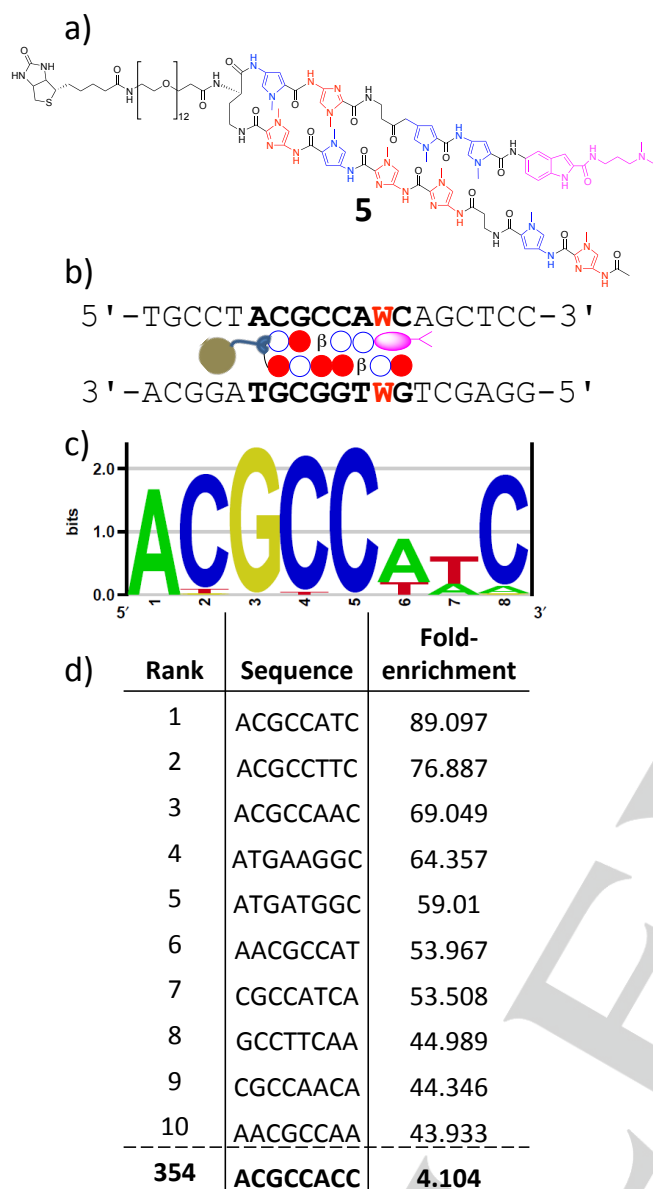 a)
5
b)
5'-TGCCTACGCCAWCAGCTCC-3'
β
β
3'-ACGGATGCGGTWGTCGAGG-5'
c)
bits
2.0
1.0
0.0
ACGCCATC
5′ 1 2 3 4 5 6 7 8 3′
d)
Rank Sequence Fold-enrichment
1 ACGCCATC 89.097
2 ACGCCTTC 76.887
3 ACGCCAAC 69.049
4 ATGAAGGC 64.357
5 ATGATGGC 59.01
6 AACGCCAT 53.967
7 CGCCATCA 53.508
8 GCCTTCAA 44.989
9 CGCCAACA 44.346
10 AACGCCAA 43.933
354 ACGCCACC 4.104